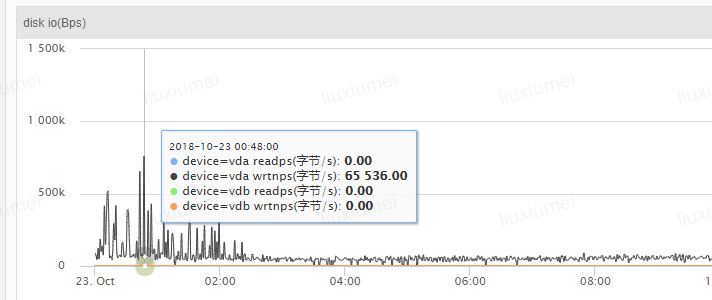 disk io(Bps)
1 500k
liuxiumei liuxiumei liuxiumei liuxiumei
1 000k
2018-10-23 00:48:00
device=vda readps(字节/s): 0.00
device=vda wrtnps(字节/s): 65 536.00
500k
device=vdb readps(字节/s): 0.00
device=vdb wrtnps(字节/s): 0.00
liuxiumei liuxiumei liuxiumei liuxiumei
0
23. Oct 02:00 04:00 06:00 08:00